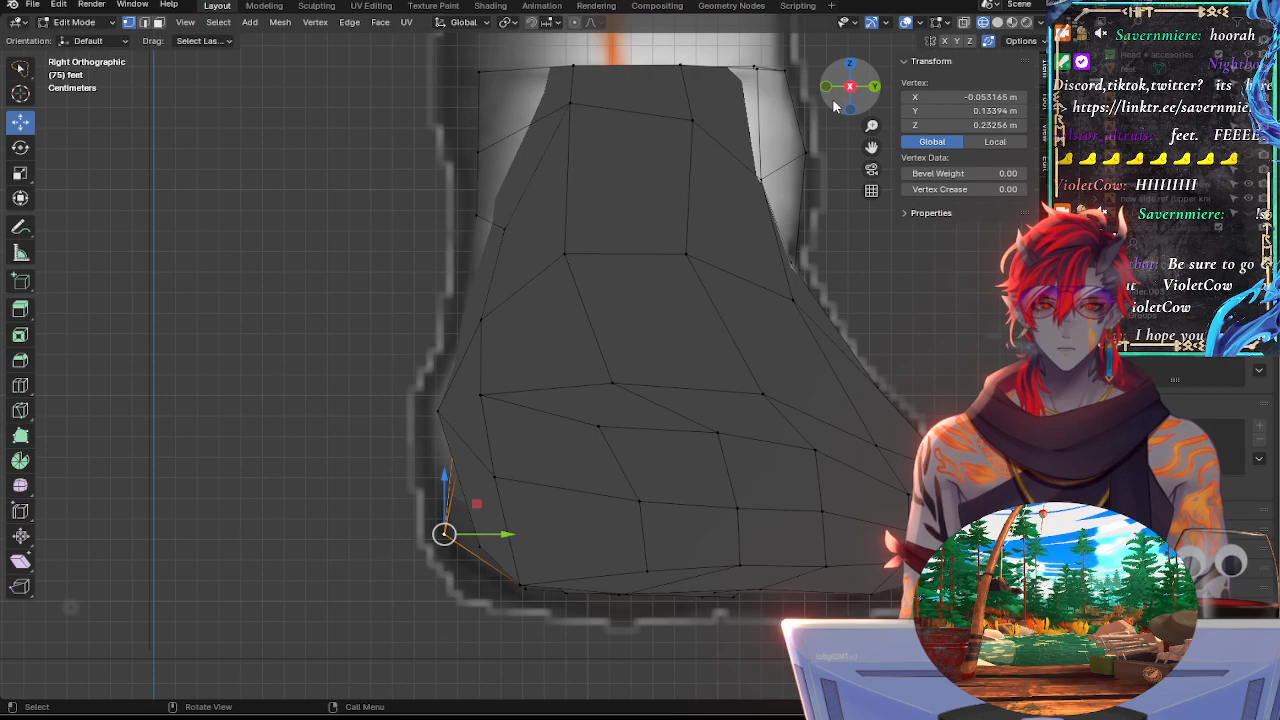 File Edit Render Window Help Layout Modeling Sculpting UV Editing Texture Paint Shading Animation Rendering Compositing Geometry Nodes Scripting Scene
Edit Mode View Select Add Mesh Vertex Edge Face UV Global
Orientation: Default Drag: Select Las... X Y Z Options
Right Orthographic
(75) feet
Centimeters
Z
X
Y
Transform
Vertex:
X -0.053165 m
Y 0.13394 m
Z 0.23256 m
Global Local
Vertex Data:
Bevel Weight 0.00
Vertex Crease 0.00
Properties
Savernmiere: hoorah
Discord,tiktok,twitter? its here
> https://linktr.ee/savernmie
feet. FEEEE
VioletCow: HIIIIIIII
Savernmiere: !s
Be sure to go
VioletCow
ioletCow
I hope you
Select Rotate View Call Menu